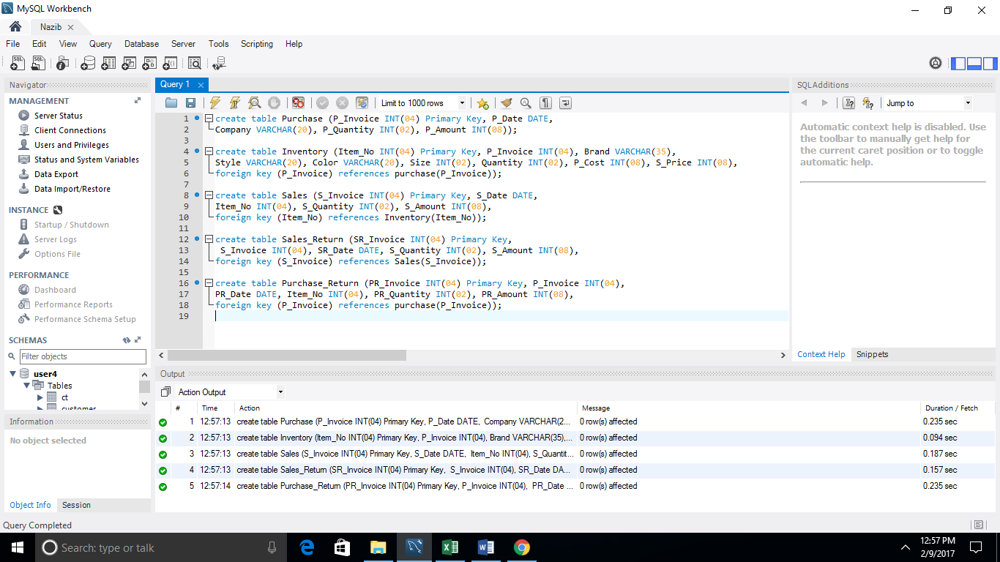 MySQL Workbench
Nazib
File Edit View Query Database Server Tools Scripting Help
Navigator
MANAGEMENT
Server Status
Client Connections
Users and Privileges
Status and System Variables
Data Export
Data Import/Restore
INSTANCE
Startup / Shutdown
Server Logs
Options File
PERFORMANCE
Dashboard
Performance Reports
Performance Schema Setup
SCHEMAS
Filter objects
user4
Tables
ct
customer
Information
No object selected
Object Info Session
Query 1
Limit to 1000 rows
1 create table Purchase (P_Invoice INT(04) Primary Key, P_Date DATE,
2 Company VARCHAR(20), P_Quantity INT(02), P_Amount INT(08));
3
4 create table Inventory (Item_No INT(04) Primary Key, P_Invoice INT(04), Brand VARCHAR(35),
5 Style VARCHAR(20), Color VARCHAR(20), Size INT(02), Quantity INT(02), P_Cost INT(08), S_Price INT(08),
6 foreign key (P_Invoice) references purchase(P_Invoice));
7
8 create table Sales (S_Invoice INT(04) Primary Key, S_Date DATE,
9 Item_No INT(04), S_Quantity INT(02), S_Amount INT(08),
10 foreign key (Item_No) references Inventory(Item_No));
11
12 create table Sales_Return (SR_Invoice INT(04) Primary Key,
13 S_Invoice INT(04), SR_Date DATE, S_Quantity INT(02), S_Amount INT(08),
14 foreign key (S_Invoice) references Sales(S_Invoice));
15
16 create table Purchase_Return (PR_Invoice INT(04) Primary Key, P_Invoice INT(04),
17 PR_Date DATE, Item_No INT(04), PR_Quantity INT(02), PR_Amount INT(08),
18 foreign key (P_Invoice) references purchase(P_Invoice));
19
SQLAdditions
Jump to
Automatic context help is disabled. Use
the toolbar to manually get help for
the current caret position or to toggle
automatic help.
Context Help Snippets
Output
Action Output
# Time Action Message Duration / Fetch
1 12:57:13 create table Purchase (P_Invoice INT(04) Primary Key, P_Date DATE, Company VARCHAR(2... 0 row(s) affected 0.235 sec
2 12:57:13 create table Inventory (Item_No INT(04) Primary Key, P_Invoice INT(04), Brand VARCHAR(35),... 0 row(s) affected 0.094 sec
3 12:57:13 create table Sales (S_Invoice INT(04) Primary Key, S_Date DATE, Item_No INT(04), S_Quantit... 0 row(s) affected 0.187 sec
4 12:57:13 create table Sales_Return (SR_Invoice INT(04) Primary Key, S_Invoice INT(04), SR_Date DA... 0 row(s) affected 0.157 sec
5 12:57:14 create table Purchase_Return (PR_Invoice INT(04) Primary Key, P_Invoice INT(04), PR_Date ... 0 row(s) affected 0.235 sec
Query Completed
Search: type or talk
12:57 PM
2/9/2017